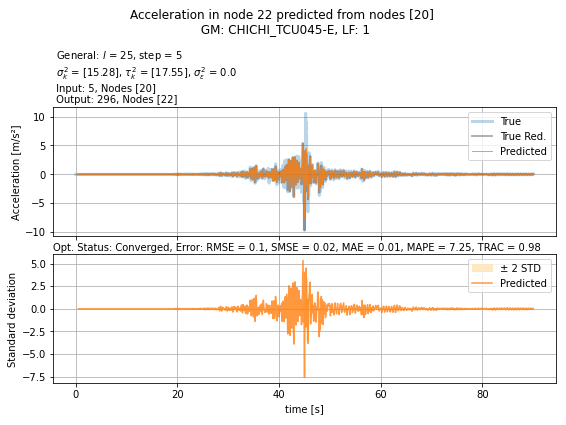 Acceleration in node 22 predicted from nodes [20]
GM: CHICHI_TCU045-E, LF: 1
General: l = 25, step = 5
σ²ₖ = [15.28], τ²ₖ = [17.55], σ²ε = 0.0
Input: 5, Nodes [20]
Output: 296, Nodes [22]
True
True Red.
Predicted
Acceleration [m/s²]
10
5
0
−5
−10
Opt. Status: Converged, Error: RMSE = 0.1, SMSE = 0.02, MAE = 0.01, MAPE = 7.25, TRAC = 0.98
± 2 STD
Predicted
Standard deviation
5.0
2.5
0.0
−2.5
−5.0
−7.5
0 20 40 60 80
time [s]